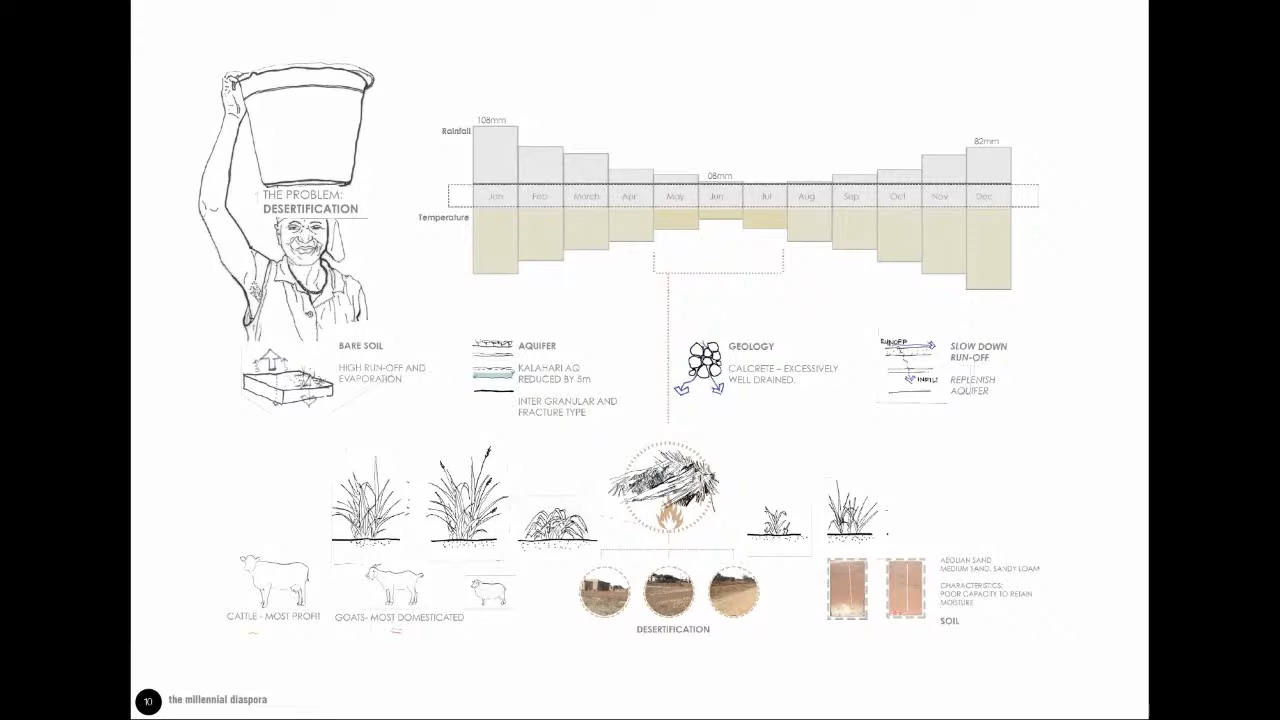 108mm
Rainfall
82mm
08mm
THE PROBLEM:
DESERTIFICATION
Jan Feb March Apr May Jun Jul Aug Sep Oct Nov Dec
Temperature
BARE SOIL
HIGH RUN-OFF AND
EVAPORATION
AQUIFER
KALAHARI AQ
REDUCED BY 5m
INTER GRANULAR AND
FRACTURE TYPE
GEOLOGY
CALCRETE – EXCESSIVELY
WELL DRAINED.
RUNOFF
INFILT
SLOW DOWN
RUN-OFF
REPLENISH
AQUIFER
CATTLE - MOST PROFIT
GOATS- MOST DOMESTICATED
DESERTIFICATION
AEOLIAN SAND
MEDIUM SAND, SANDY LOAM
CHARACTERISTICS:
POOR CAPACITY TO RETAIN
MOISTURE
SOIL
10 the millennial diaspora